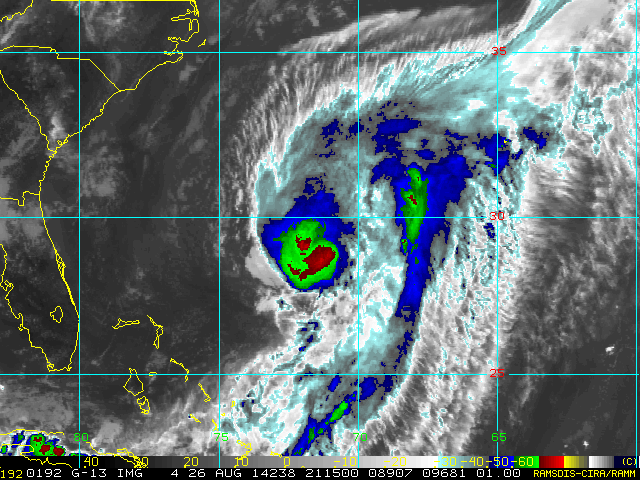 35
30
25
80 75 70 65
40 30 20 10 0 -10 -20 -30 -40 -50 -60 (C)
192 0192 G-13 IMG 4 26 AUG 14238 211500 08907 09681 01.00 RAMSDIS-CIRA/RAMM